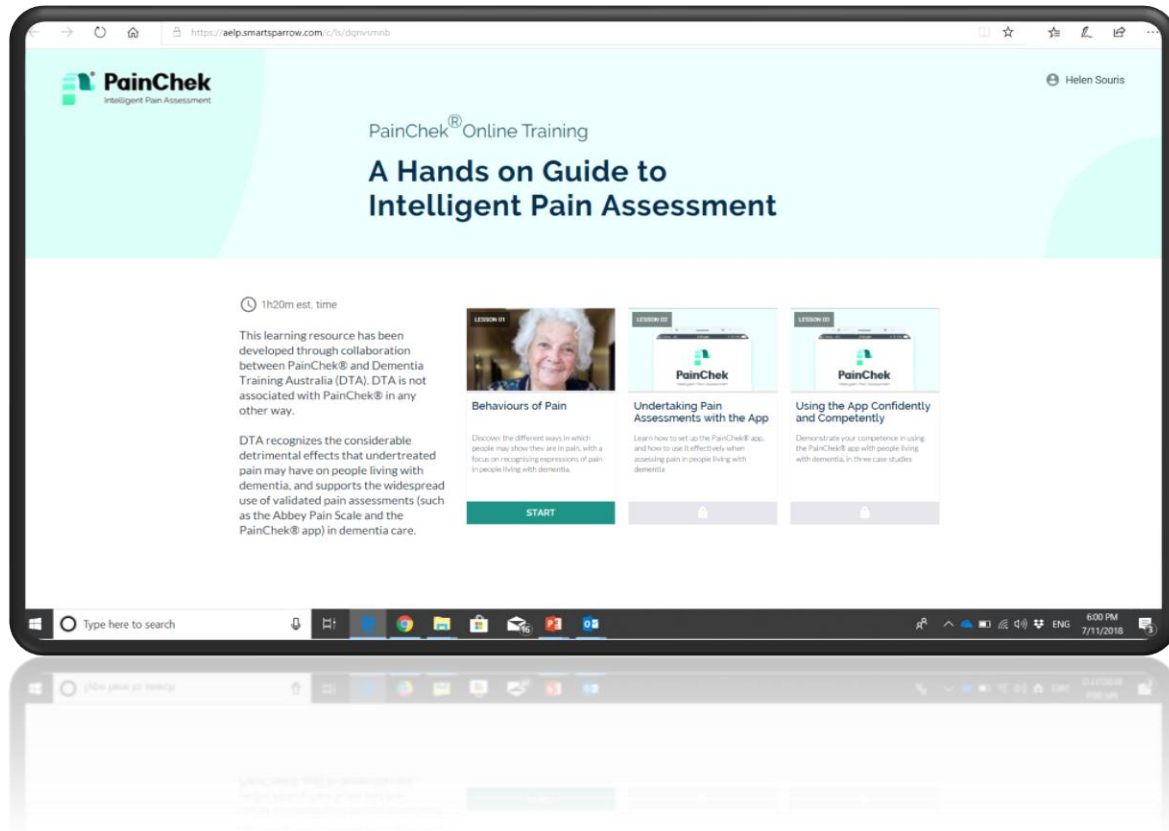 https://aelp.smartsparrow.com/c/ls/dqnvsmnb
PainChek
Intelligent Pain Assessment
Helen Souris
PainChek® Online Training
A Hands on Guide to
Intelligent Pain Assessment
1h20m est. time
This learning resource has been
developed through collaboration
between PainChek® and Dementia
Training Australia (DTA). DTA is not
associated with PainChek® in any
other way.
DTA recognizes the considerable
detrimental effects that undertreated
pain may have on people living with
dementia, and supports the widespread
use of validated pain assessments (such
as the Abbey Pain Scale and the
PainChek® app) in dementia care.
LESSON 01
Behaviours of Pain
Discover the different ways in which
people may show they are in pain, with a
focus on recognising expressions of pain
in people living with dementia.
START
LESSON 02
PainChek
Intelligent Pain Assessment
Undertaking Pain
Assessments with the App
Learn how to set up the PainChek® app,
and how to use it effectively when
assessing pain in people living with
dementia
LESSON 03
PainChek
Intelligent Pain Assessment
Using the App Confidently
and Competently
Demonstrate your competence in using
the PainChek® app with people living
with dementia, in three case studies
Type here to search
16
ENG
6:00 PM
7/11/2018
3